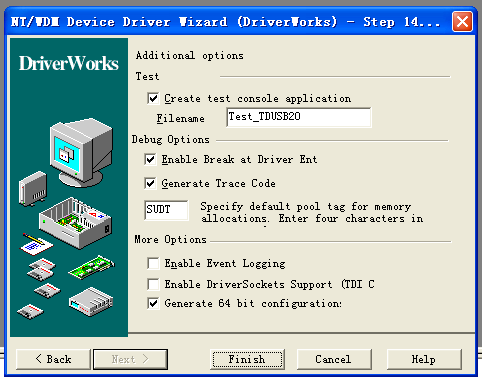 NT/WDM Device Driver Wizard (DriverWorks) - Step 14...
DriverWorks
Additional options
Test
Create test console application
Filename
Test_TDUSB20
Debug Options
Enable Break at Driver Ent
Generate Trace Code
SUDT
Specify default pool tag for memory
allocations. Enter four characters in
More Options
Enable Event Logging
Enable DriverSockets Support (TDI C
Generate 64 bit configuration:
< Back
Next >
Finish
Cancel
Help